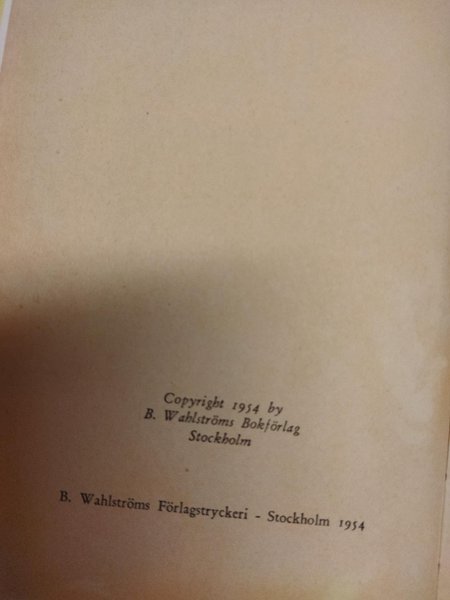 Copyright 1954 by
B. Wahlströms Bokförlag
Stockholm
B. Wahlströms Förlagstryckeri - Stockholm 1954